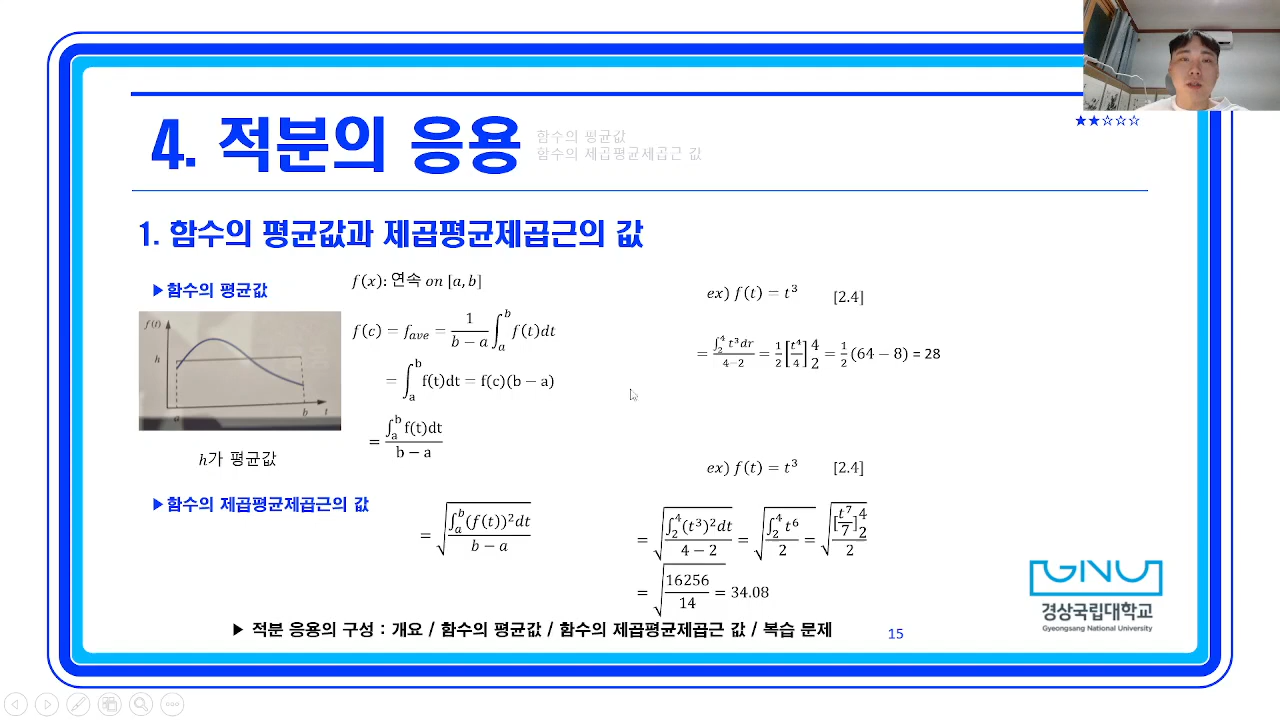 4. 적분의 응용
함수의 평균값
함수의 제곱평균제곱근 값
★★☆☆☆
1. 함수의 평균값과 제곱평균제곱근의 값
▶함수의 평균값
f(t)
h
a
b
t
h가 평균값
f(x): 연속 on [a, b]
f(c) = f_ave = 1/(b − a) ∫_a^b f(t)dt
= ∫_a^b f(t)dt = f(c)(b − a)
= ∫_a^b f(t)dt / (b − a)
ex) f(t) = t³ [2.4]
= ∫_2^4 t³dr / (4−2) = 1/2 [t⁴/4] 4 2 = 1/2 (64 − 8) = 28
▶함수의 제곱평균제곱근의 값
= √(∫_a^b (f(t))²dt / (b − a))
ex) f(t) = t³ [2.4]
= √(∫_2^4 (t³)²dt / (4 − 2)) = √(∫_2^4 t⁶ / 2) = √([t⁷/7] 4 2 / 2)
= √(16256/14) = 34.08
GNU
경상국립대학교
Gyeongsang National University
▶ 적분 응용의 구성 : 개요 / 함수의 평균값 / 함수의 제곱평균제곱근 값 / 복습 문제
15